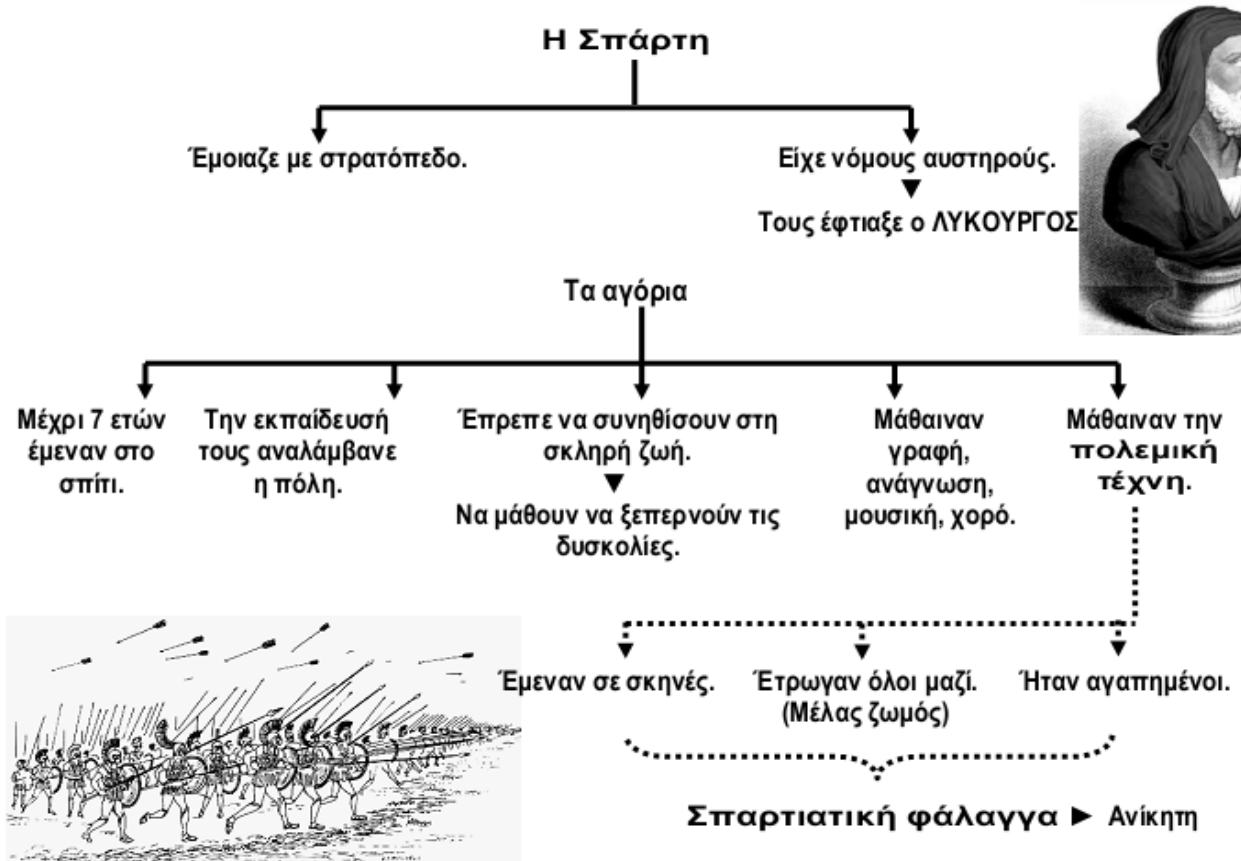 Η Σπάρτη
Έμοιαζε με στρατόπεδο.
Είχε νόμους αυστηρούς.
Τους έφτιαξε ο ΛΥΚΟΥΡΓΟΣ
Τα αγόρια
Μέχρι 7 ετών
έμεναν στο
σπίτι.
Την εκπαίδευσή
τους αναλάμβανε
η πόλη.
Έπρεπε να συνηθίσουν στη
σκληρή ζωή.
Να μάθουν να ξεπερνούν τις
δυσκολίες.
Μάθαιναν
γραφή,
ανάγνωση,
μουσική, χορό.
Μάθαιναν την
πολεμική
τέχνη.
Έμεναν σε σκηνές.
Έτρωγαν όλοι μαζί.
(Μέλας ζωμός)
Ήταν αγαπημένοι.
Σπαρτιατική φάλαγγα ► Ανίκητη